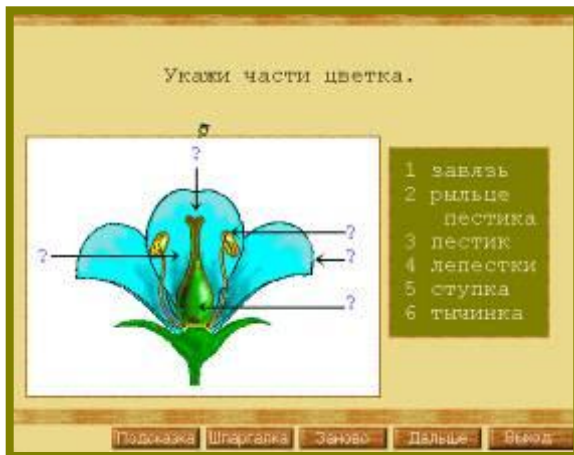 Укажи части цветка.
?
?
?
?
?
1 завязь
2 рыльце
пестика
3 пестик
4 лепестки
5 ступка
6 тычинка
Подсказка Шпаргалка Заново Дальше Выход